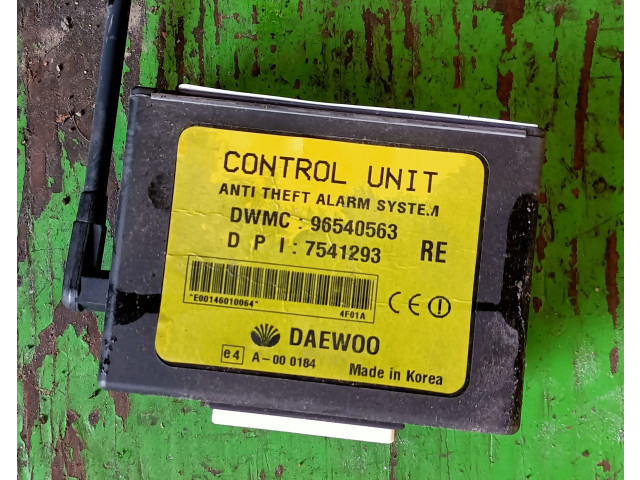 CONTROL UNIT
ANTI THEFT ALARM SYSTEM
DWMC : 96540563
D P I : 7541293 RE
"E00146010064" 4F01A
CE
DAEWOO
e4 A-00 0184 Made in Korea